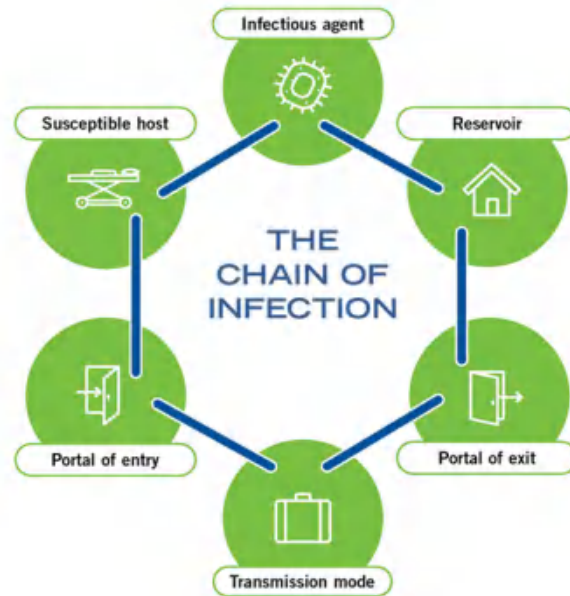 Infectious agent
Susceptible host
Reservoir
THE
CHAIN OF
INFECTION
Portal of entry
Portal of exit
Transmission mode